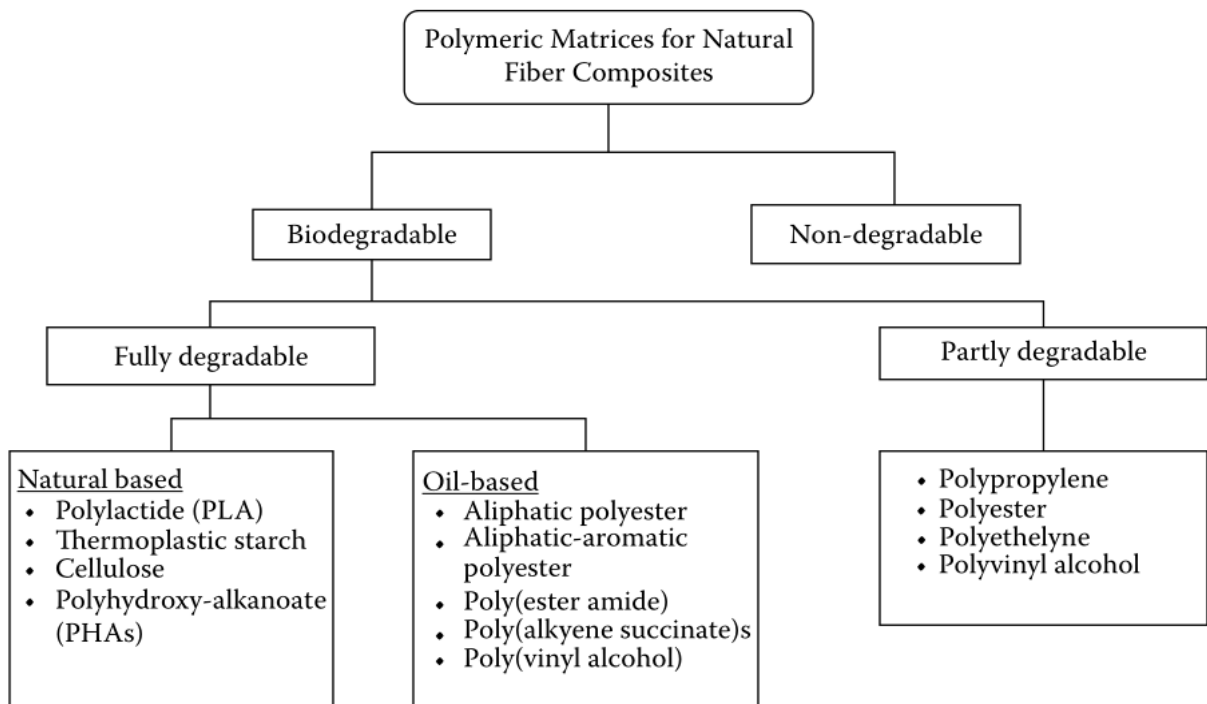 Polymeric Matrices for Natural
Fiber Composites
Biodegradable
Non-degradable
Fully degradable
Partly degradable
Natural based
• Polylactide (PLA)
• Thermoplastic starch
• Cellulose
• Polyhydroxy-alkanoate
(PHAs)
Oil-based
• Aliphatic polyester
• Aliphatic-aromatic
polyester
• Poly(ester amide)
• Poly(alkyene succinate)s
• Poly(vinyl alcohol)
• Polypropylene
• Polyester
• Polyethelyne
• Polyvinyl alcohol